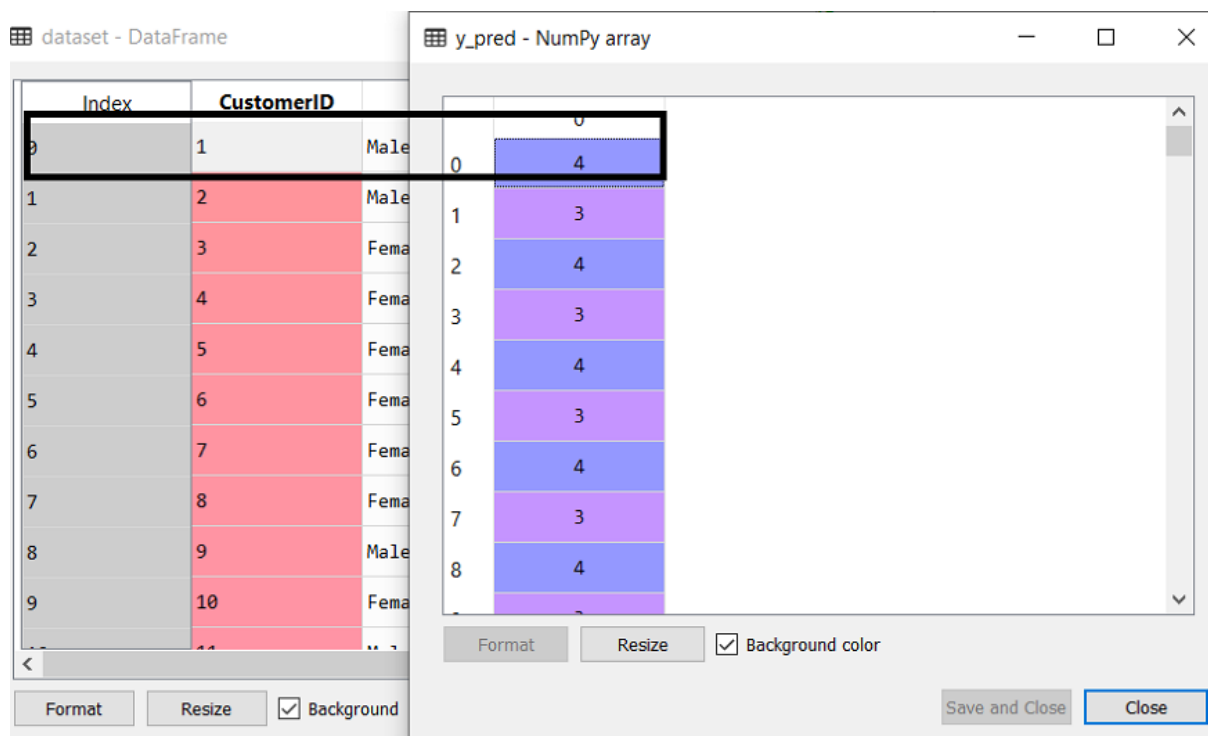 dataset - DataFrame
Index CustomerID
0 1 Male
1 2 Male
2 3 Fema
3 4 Fema
4 5 Fema
5 6 Fema
6 7 Fema
7 8 Fema
8 9 Male
9 10 Fema
Format Resize Background
y_pred - NumPy array
0
0 4
1 3
2 4
3 3
4 4
5 3
6 4
7 3
8 4
Format Resize Background color
Save and Close Close